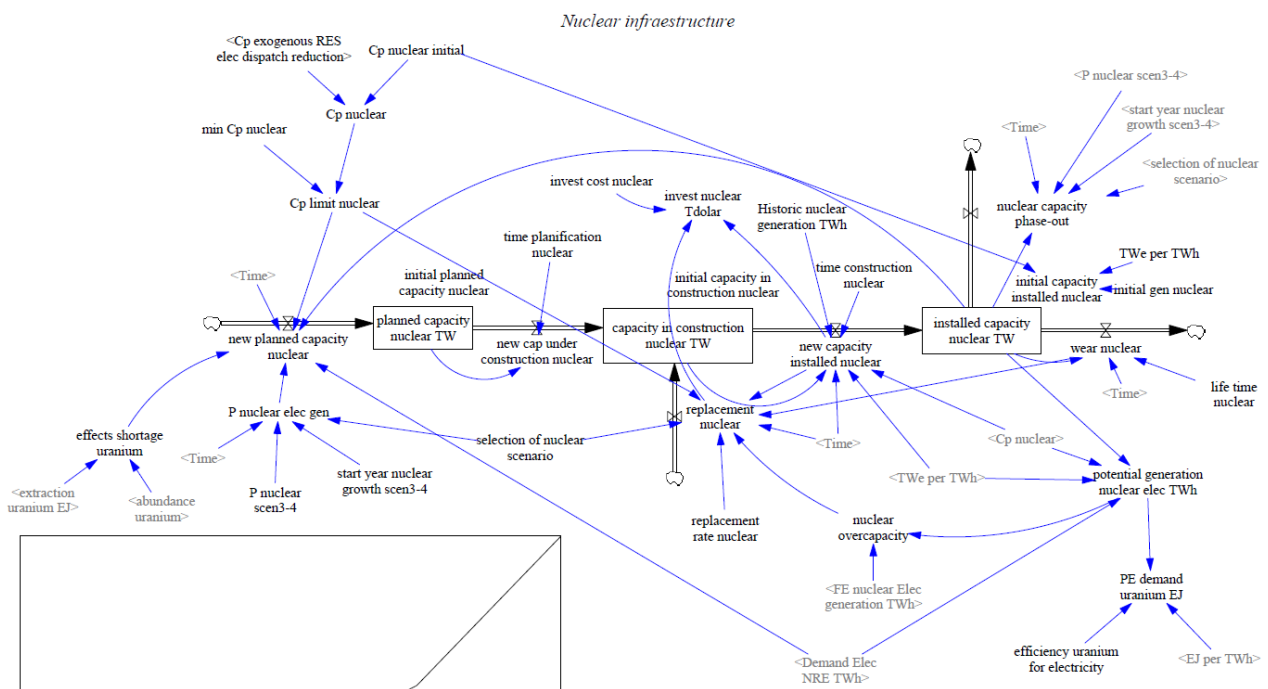 Nuclear infraestructure
<Cp exogenous RES
elec dispatch reduction>
Cp nuclear initial
<P nuclear scen3-4>
<start year nuclear
growth scen3-4>
<Time>
<selection of nuclear
scenario>
min Cp nuclear
Cp nuclear
Cp limit nuclear
invest cost nuclear
invest nuclear
Tdolar
Historic nuclear
generation TWh
nuclear capacity
phase-out
time planification
nuclear
TWe per TWh
<Time>
initial planned
capacity nuclear
initial capacity in
construction nuclear
time construction
nuclear
initial capacity
installed nuclear
initial gen nuclear
planned capacity
nuclear TW
capacity in construction
nuclear TW
installed capacity
nuclear TW
new planned capacity
nuclear
new cap under
construction nuclear
new capacity
installed nuclear
wear nuclear
<Time>
life time
nuclear
P nuclear elec gen
replacement
nuclear
effects shortage
uranium
<Time>
selection of nuclear
scenario
<Time>
<Cp nuclear>
<extraction
uranium EJ>
<abundance
uranium>
P nuclear
scen3-4
start year nuclear
growth scen3-4
<TWe per TWh>
potential generation
nuclear elec TWh
replacement
rate nuclear
nuclear
overcapacity
<FE nuclear Elec
generation TWh>
PE demand
uranium EJ
<Demand Elec
NRE TWh>
efficiency uranium
for electricity
<EJ per TWh>